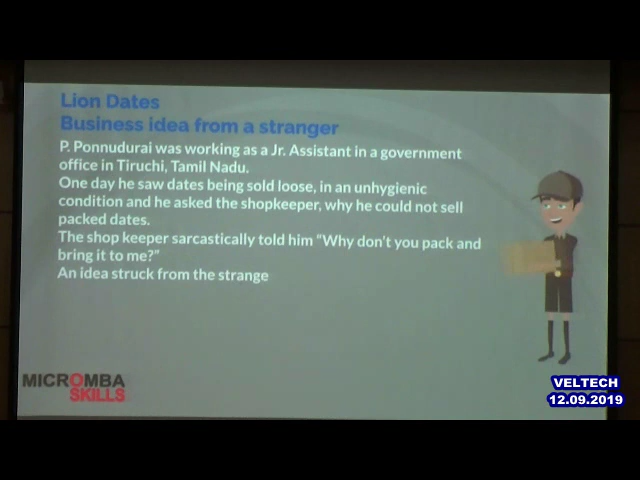 Lion Dates
Business idea from a stranger
P. Ponnudurai was working as a Jr. Assistant in a government
office in Tiruchi, Tamil Nadu.
One day he saw dates being sold loose, in an unhygienic
condition and he asked the shopkeeper, why he could not sell
packed dates.
The shop keeper sarcastically told him “Why don’t you pack and
bring it to me?”
An idea struck from the strange
MICROMBA
SKILLS
VELTECH
12.09.2019